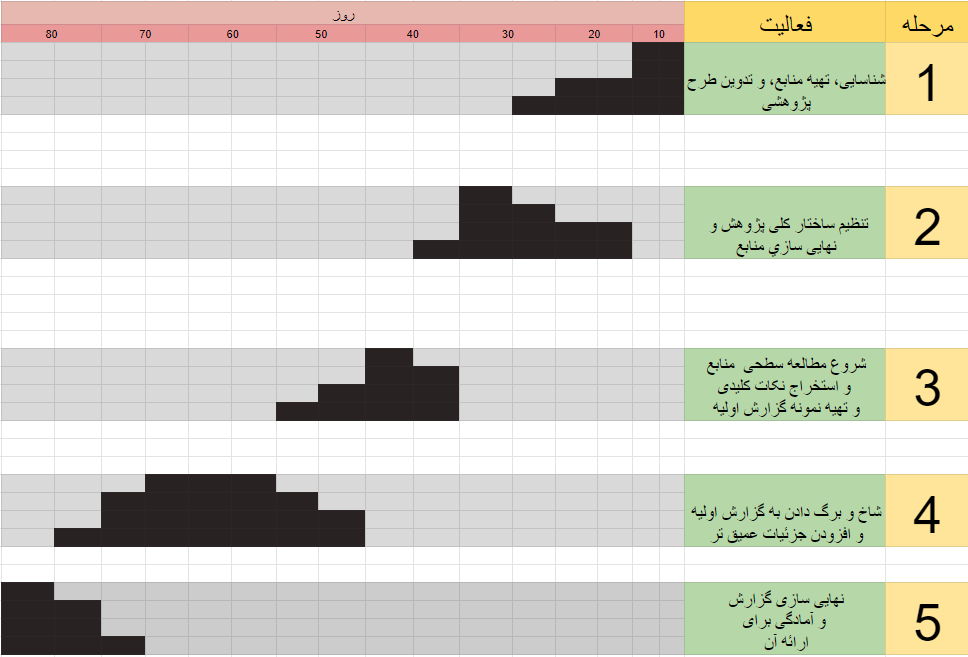 مرحله فعالیت روز
10 20 30 40 50 60 70 80
1
شناسایی، تهیه منابع، و تدوین طرح
پژوهشی
2
تنظیم ساختار کلی پژوهش و
نهایی سازي منابع
3
شروع مطالعه سطحی  منابع
و استخراج نکات کلیدی
و تهیه نمونه گزارش اولیه
4
شاخ و برگ دادن به گزارش اولیه
و افزودن جزئیات عمیق تر
5
نهایی سازی گزارش
و آمادگی برای
ارائه آن